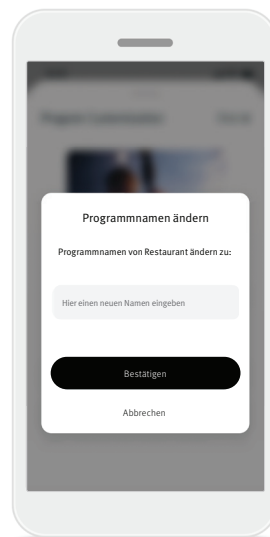 Programmnamen ändern
Programmnamen von Restaurant ändern zu:
Hier einen neuen Namen eingeben
Bestätigen
Abbrechen